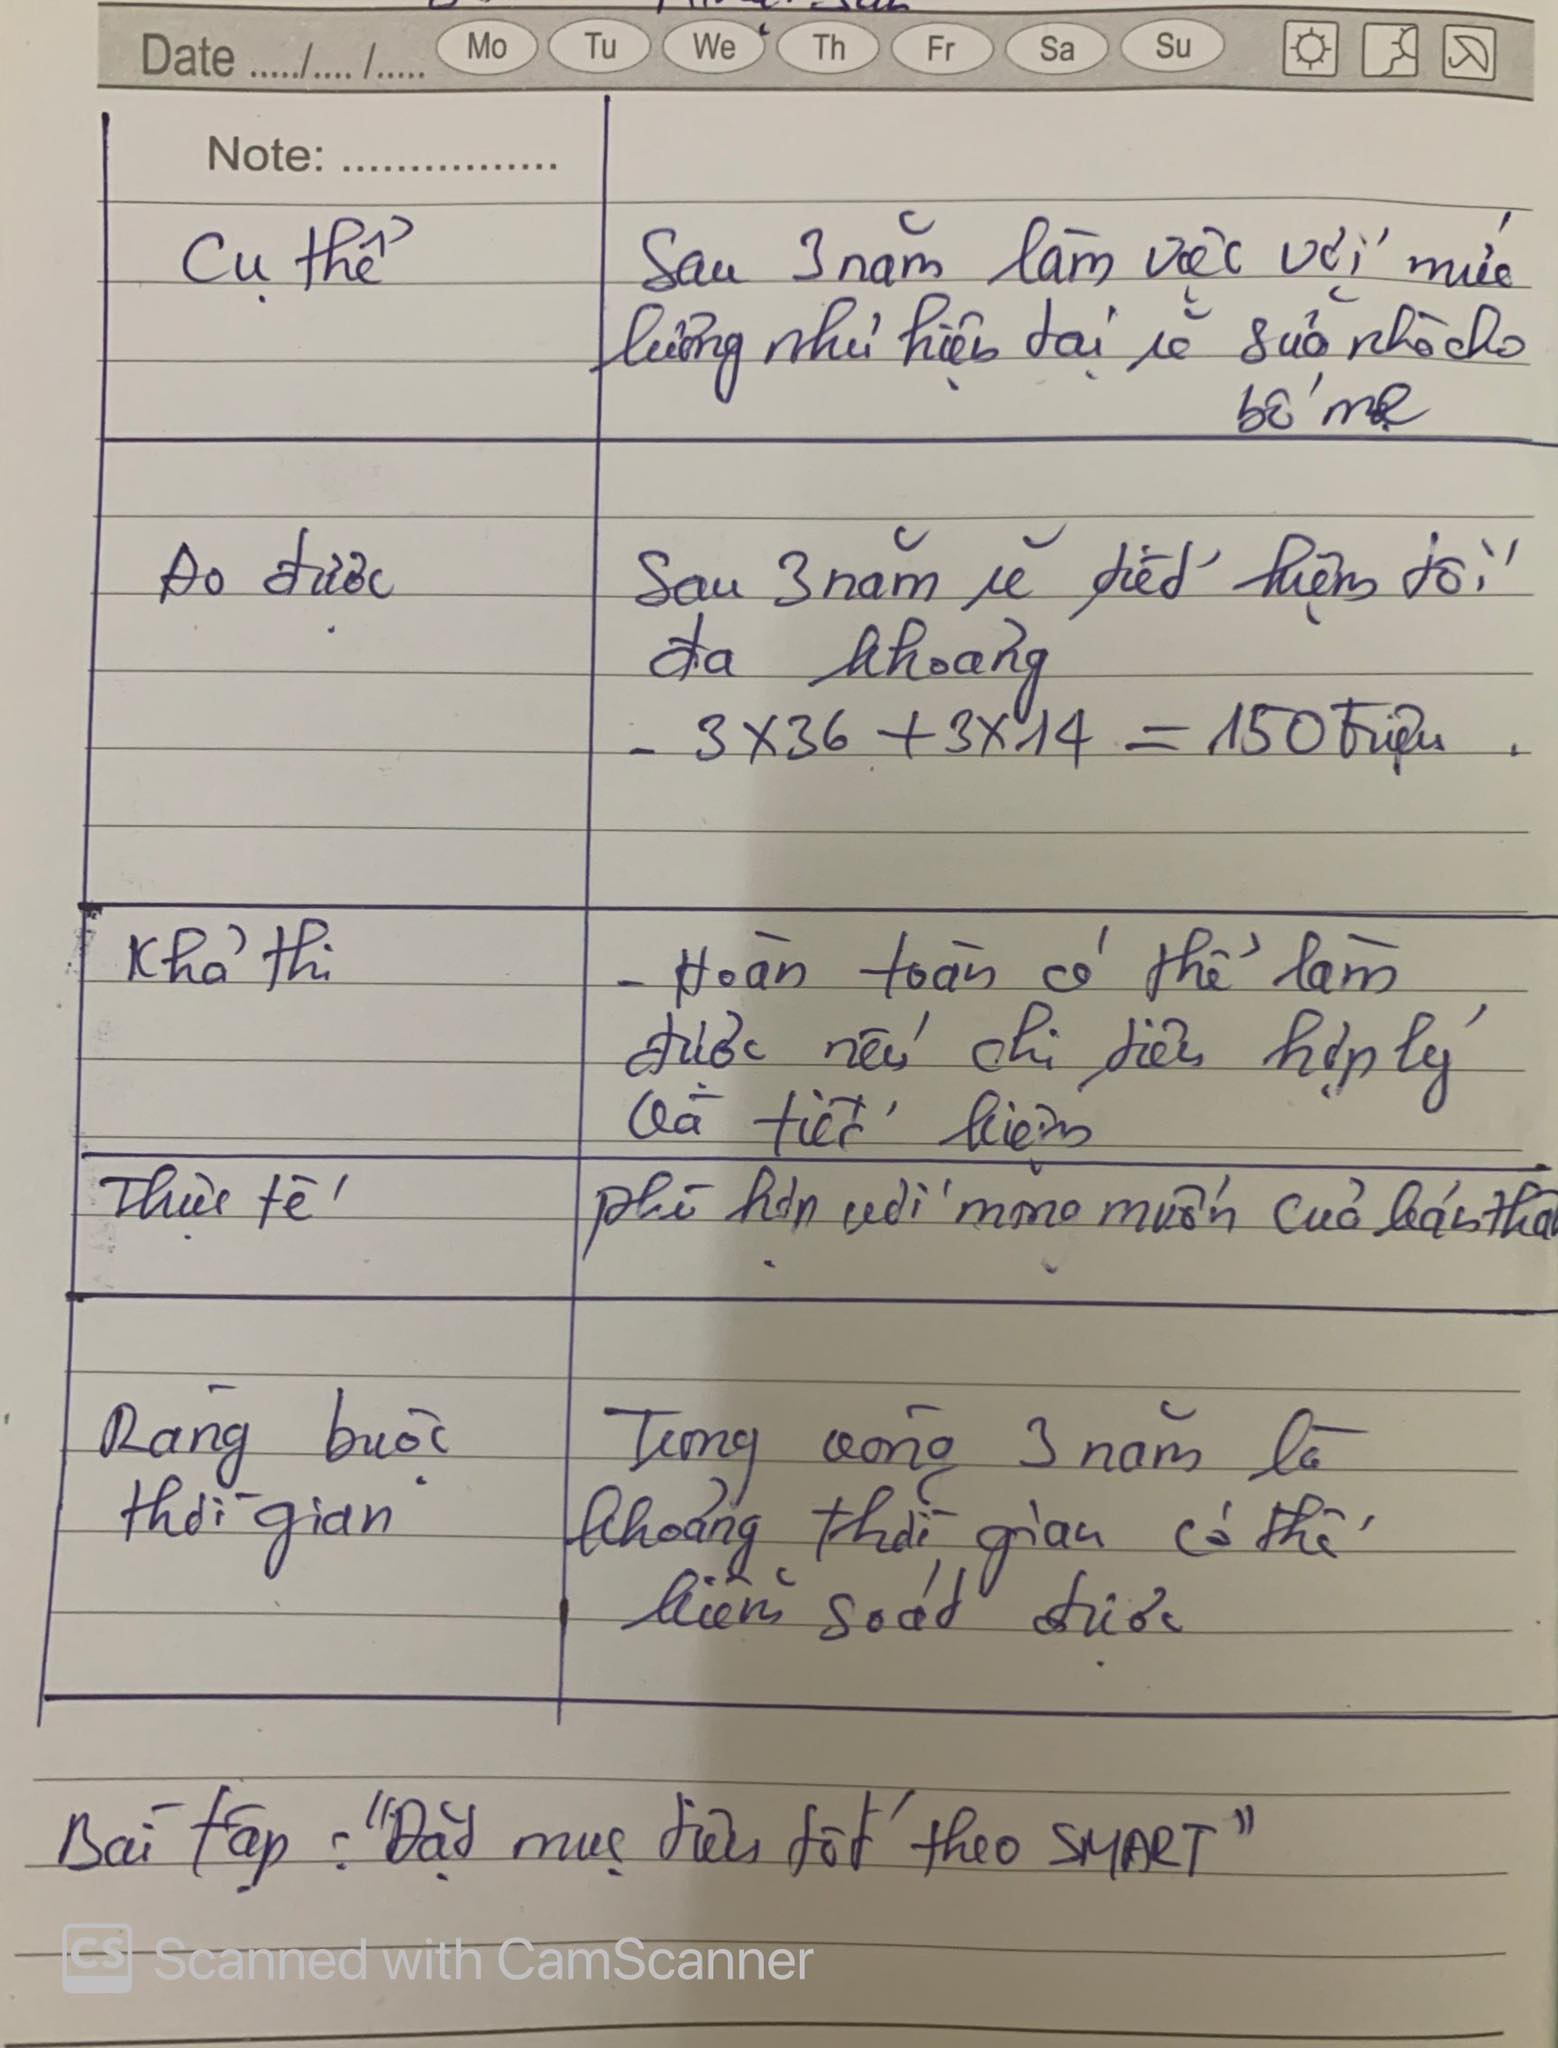 Date ...../..... /..... Mo Tu We Th Fr Sa Su
Note: ................
Cụ thể
Sau 3 năm làm việc với mức
lương như hiện tại sẽ sửa nhà cho
bố mẹ
Đo được
Sau 3 năm sẽ tiết kiệm tối
đa khoảng
- 3 x 36 + 3 x 14 = 150 Triệu .
Khả thi
- Hoàn toàn có thể làm
được nếu chi tiêu hợp lý
và tiết kiệm
Thực tế
phù hợp với mong muốn của bản thân
Ràng buộc
thời gian
Trong vòng 3 năm là
khoảng thời gian có thể
kiểm soát được
Bài tập : "Đặt mục tiêu tốt theo SMART"
CS Scanned with CamScanner